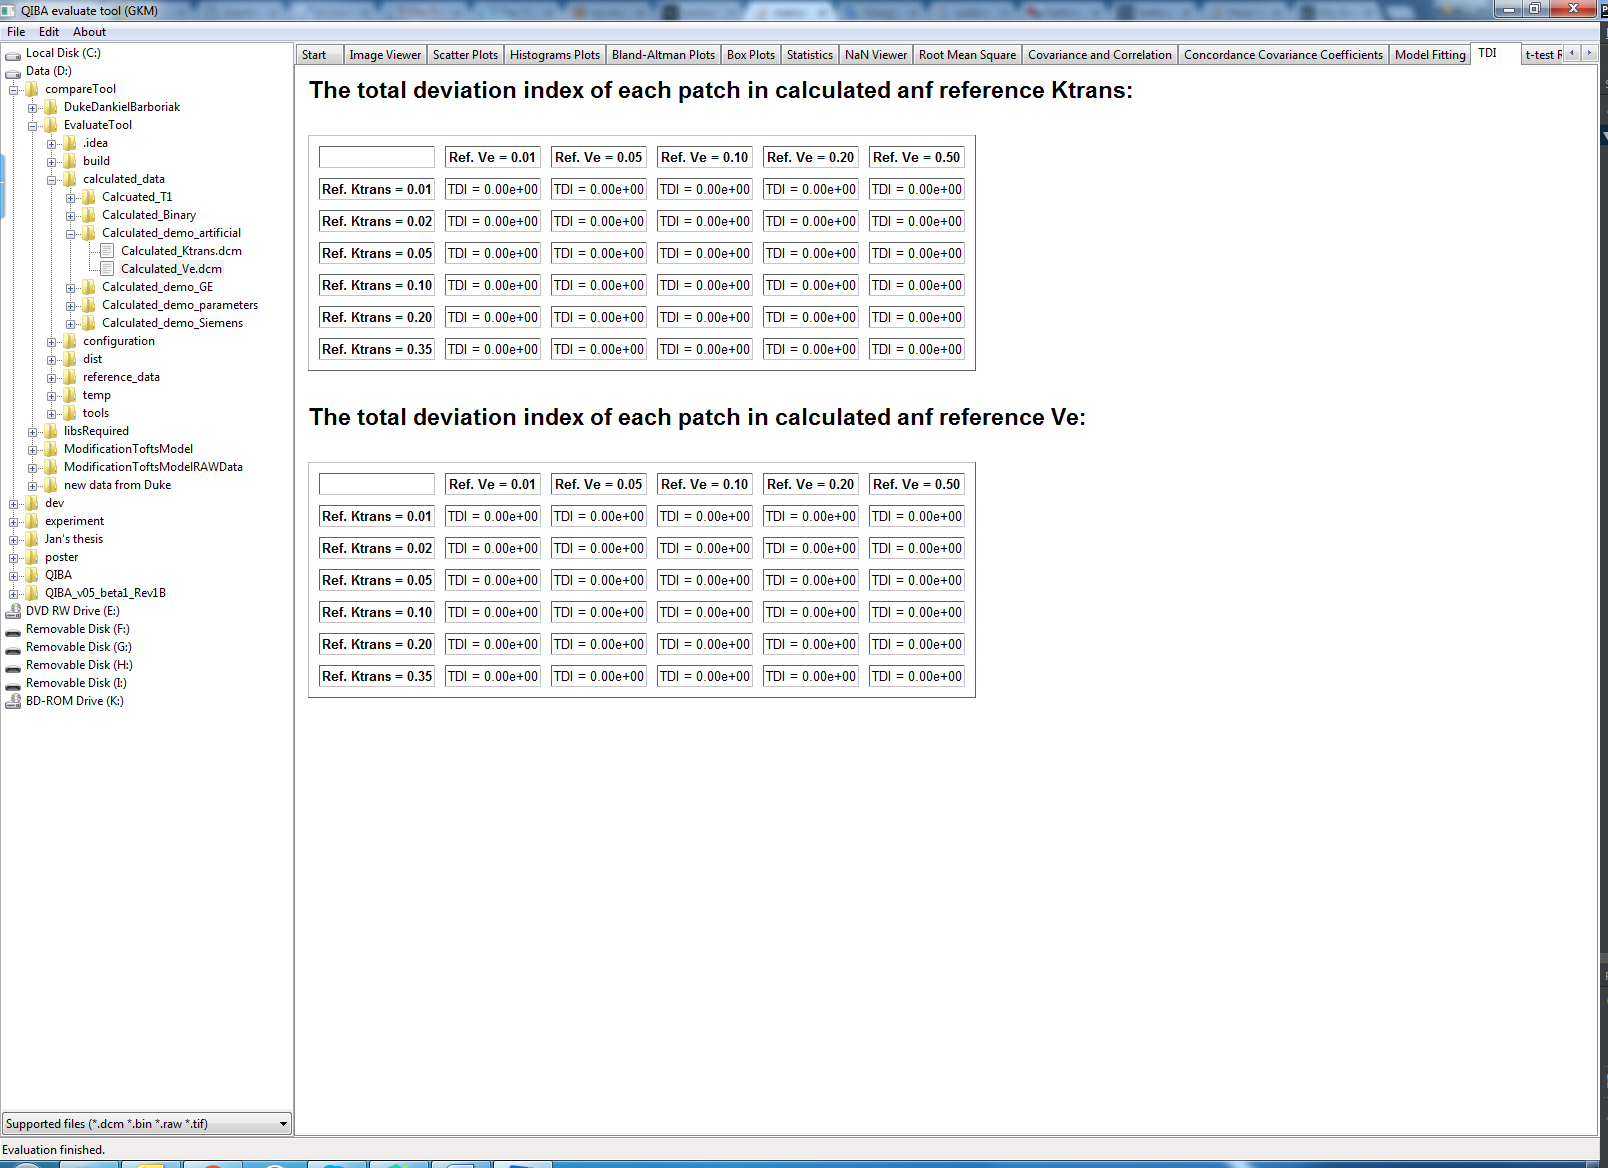 QIBA evaluate tool (GKM)
File Edit About
Local Disk (C:)
Data (D:)
compareTool
DukeDankielBarboriak
EvaluateTool
.idea
build
calculated_data
Calcuated_T1
Calculated_Binary
Calculated_demo_artificial
Calculated_Ktrans.dcm
Calculated_Ve.dcm
Calculated_demo_GE
Calculated_demo_parameters
Calculated_demo_Siemens
configuration
dist
reference_data
temp
tools
libsRequired
ModificationToftsModel
ModificationToftsModelRAWData
new data from Duke
dev
experiment
Jan's thesis
poster
QIBA
QIBA_v05_beta1_Rev1B
DVD RW Drive (E:)
Removable Disk (F:)
Removable Disk (G:)
Removable Disk (H:)
Removable Disk (I:)
BD-ROM Drive (K:)
Supported files (*.dcm *.bin *.raw *.tif)
Evaluation finished.
Start Image Viewer Scatter Plots Histograms Plots Bland-Altman Plots Box Plots Statistics NaN Viewer Root Mean Square Covariance and Correlation Concordance Covariance Coefficients Model Fitting TDI t-test
The total deviation index of each patch in calculated anf reference Ktrans:
Ref. Ve = 0.01 Ref. Ve = 0.05 Ref. Ve = 0.10 Ref. Ve = 0.20 Ref. Ve = 0.50
Ref. Ktrans = 0.01 TDI = 0.00e+00 TDI = 0.00e+00 TDI = 0.00e+00 TDI = 0.00e+00 TDI = 0.00e+00
Ref. Ktrans = 0.02 TDI = 0.00e+00 TDI = 0.00e+00 TDI = 0.00e+00 TDI = 0.00e+00 TDI = 0.00e+00
Ref. Ktrans = 0.05 TDI = 0.00e+00 TDI = 0.00e+00 TDI = 0.00e+00 TDI = 0.00e+00 TDI = 0.00e+00
Ref. Ktrans = 0.10 TDI = 0.00e+00 TDI = 0.00e+00 TDI = 0.00e+00 TDI = 0.00e+00 TDI = 0.00e+00
Ref. Ktrans = 0.20 TDI = 0.00e+00 TDI = 0.00e+00 TDI = 0.00e+00 TDI = 0.00e+00 TDI = 0.00e+00
Ref. Ktrans = 0.35 TDI = 0.00e+00 TDI = 0.00e+00 TDI = 0.00e+00 TDI = 0.00e+00 TDI = 0.00e+00
The total deviation index of each patch in calculated anf reference Ve:
Ref. Ve = 0.01 Ref. Ve = 0.05 Ref. Ve = 0.10 Ref. Ve = 0.20 Ref. Ve = 0.50
Ref. Ktrans = 0.01 TDI = 0.00e+00 TDI = 0.00e+00 TDI = 0.00e+00 TDI = 0.00e+00 TDI = 0.00e+00
Ref. Ktrans = 0.02 TDI = 0.00e+00 TDI = 0.00e+00 TDI = 0.00e+00 TDI = 0.00e+00 TDI = 0.00e+00
Ref. Ktrans = 0.05 TDI = 0.00e+00 TDI = 0.00e+00 TDI = 0.00e+00 TDI = 0.00e+00 TDI = 0.00e+00
Ref. Ktrans = 0.10 TDI = 0.00e+00 TDI = 0.00e+00 TDI = 0.00e+00 TDI = 0.00e+00 TDI = 0.00e+00
Ref. Ktrans = 0.20 TDI = 0.00e+00 TDI = 0.00e+00 TDI = 0.00e+00 TDI = 0.00e+00 TDI = 0.00e+00
Ref. Ktrans = 0.35 TDI = 0.00e+00 TDI = 0.00e+00 TDI = 0.00e+00 TDI = 0.00e+00 TDI = 0.00e+00